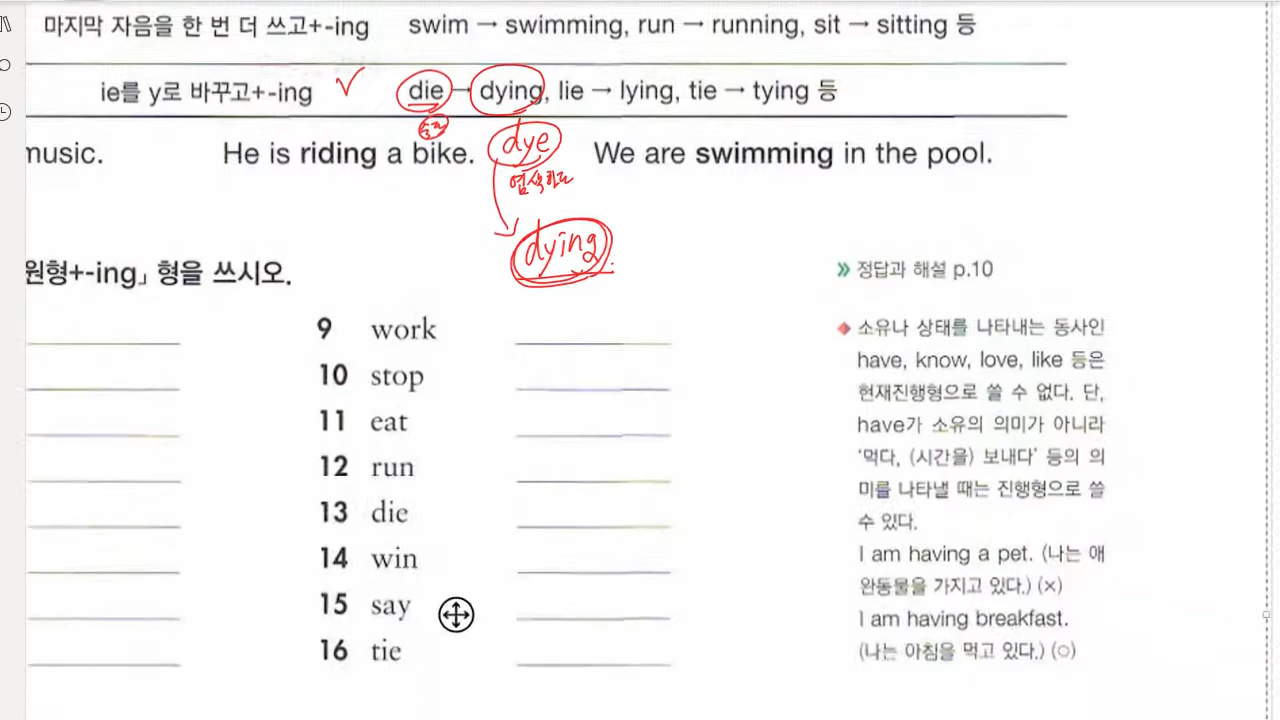 마지막 자음을 한 번 더 쓰고+-ing swim → swimming, run → running, sit → sitting 등
ie를 y로 바꾸고+-ing die → dying, lie → lying, tie → tying 등
dye
music. He is riding a bike. We are swimming in the pool.
염색하다
dying
원형+-ing」 형을 쓰시오.
» 정답과 해설 p.10
9 work
10 stop
11 eat
12 run
13 die
14 win
15 say
16 tie
◆ 소유나 상태를 나타내는 동사인
have, know, love, like 등은
현재진행형으로 쓸 수 없다. 단,
have가 소유의 의미가 아니라
‘먹다, (시간을) 보내다’ 등의 의
미를 나타낼 때는 진행형으로 쓸
수 있다.
I am having a pet. (나는 애
완동물을 가지고 있다.) (×)
I am having breakfast.
(나는 아침을 먹고 있다.) (○)